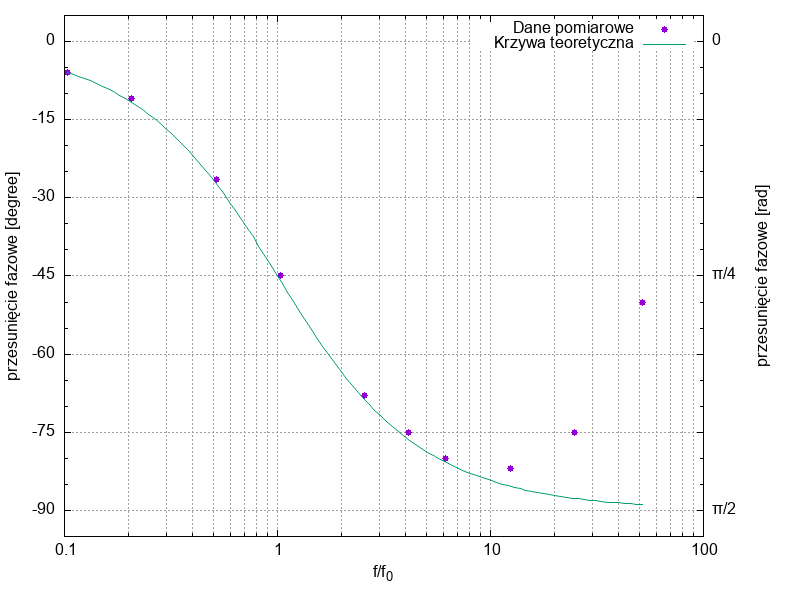 Dane pomiarowe
Krzywa teoretyczna
0
-15
-30
-45
-60
-75
-90
przesunięcie fazowe [degree]
0
π/4
π/2
przesunięcie fazowe [rad]
0.1
1
10
100
f/f₀